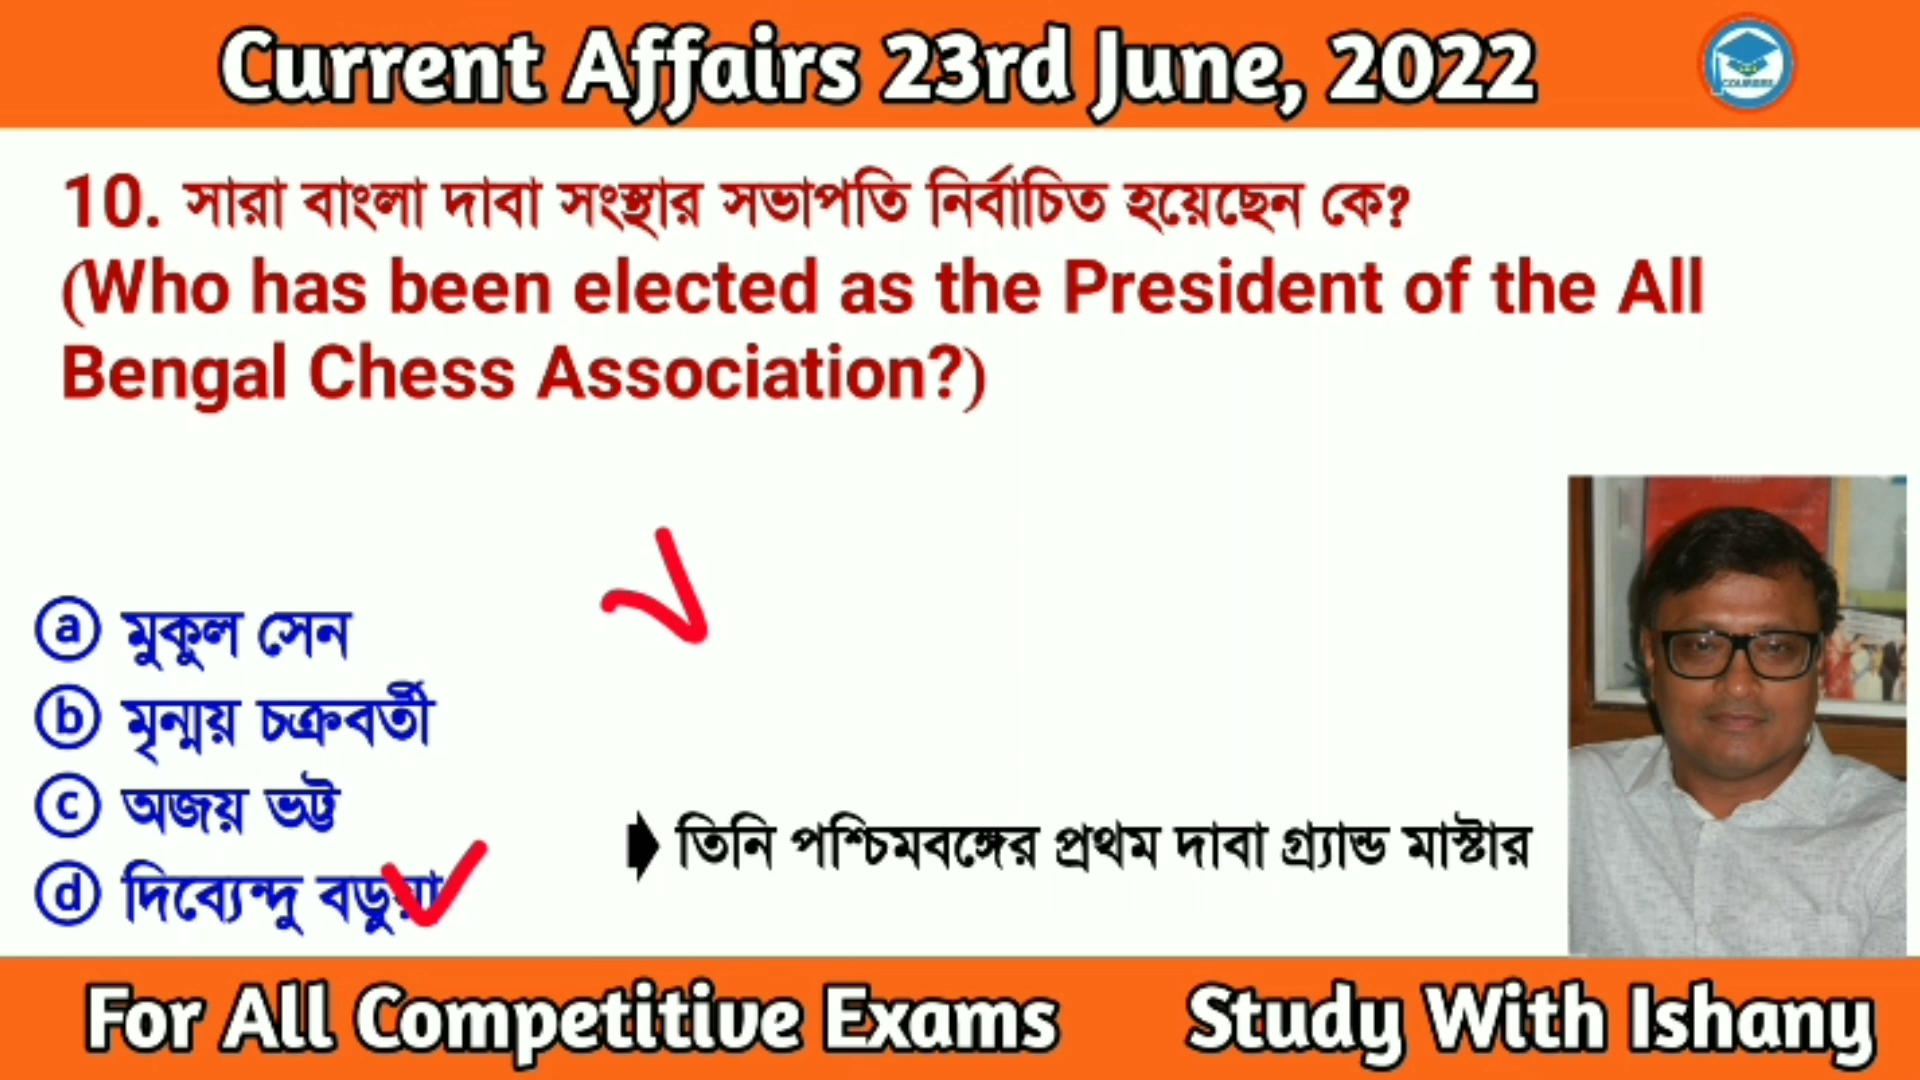 Current Affairs 23rd June, 2022
10. সারা বাংলা দাবা সংস্থার সভাপতি নির্বাচিত হয়েছেন কে?
(Who has been elected as the President of the All
Bengal Chess Association?)
ⓐ মুকুল সেন
ⓑ মৃন্ময় চক্রবর্তী
ⓒ অজয় ভট্ট
ⓓ দিব্যেন্দু বড়ুয়া
তিনি পশ্চিমবঙ্গের প্রথম দাবা গ্র্যান্ড মাস্টার
For All Competitive Exams
Study With Ishany